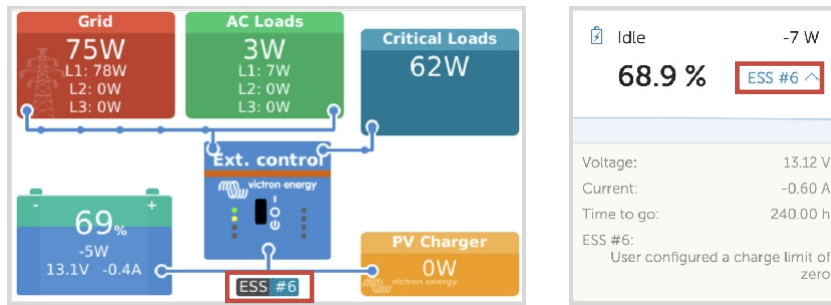 Grid
75W
L1: 78W
L2: 0W
L3: 0W
AC Loads
3W
L1: 7W
L2: 0W
L3: 0W
Critical Loads
62W
Ext. control
victron energy
- +
69%
-5W
13.1V -0.4A
ESS #6
PV Charger
0W
victron energy
Idle -7 W
68.9 % ESS #6
Voltage: 13.12 V
Current: -0.60 A
Time to go: 240.00 h
ESS #6:
User configured a charge limit of
zero